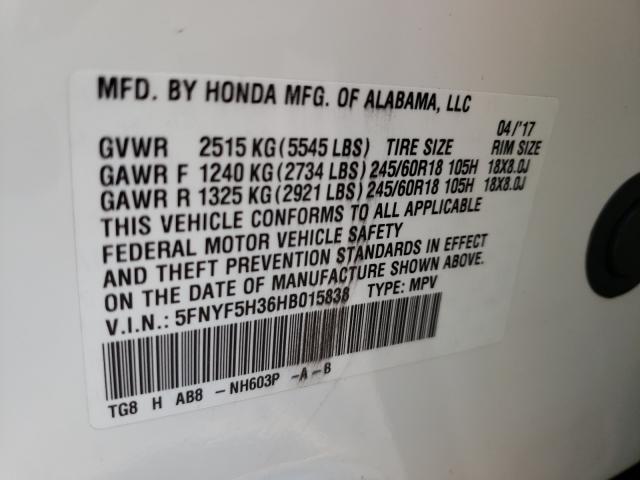 MFD. BY HONDA MFG. OF ALABAMA, LLC
04/'17
GVWR 2515 KG (5545 LBS) TIRE SIZE RIM SIZE
GAWR F 1240 KG (2734 LBS) 245/60R18 105H 18X8.0J
GAWR R 1325 KG (2921 LBS) 245/60R18 105H 18X8.0J
THIS VEHICLE CONFORMS TO ALL APPLICABLE
FEDERAL MOTOR VEHICLE SAFETY
AND THEFT PREVENTION STANDARDS IN EFFECT
ON THE DATE OF MANUFACTURE SHOWN ABOVE.
V.I.N.: 5FNYF5H36HB015838 TYPE: MPV
TG8 H AB8 - NH603P -A-B